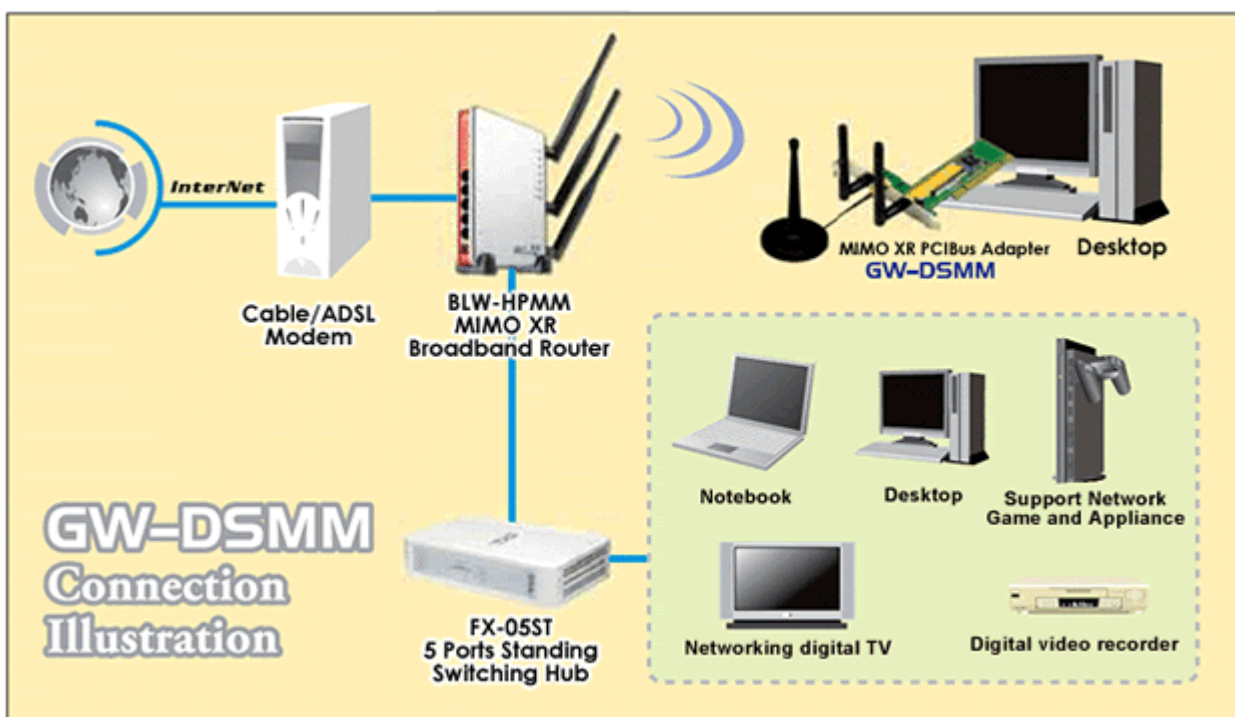 InterNet
Cable/ADSL
Modem
BLW-HPMM
MIMO XR
Broadband Router
MIMO XR PCIBus Adapter
GW-DSMM
Desktop
Notebook
Desktop
Support Network
Game and Appliance
Networking digital TV
Digital video recorder
FX-05ST
5 Ports Standing
Switching Hub
GW-DSMM
Connection
Illustration